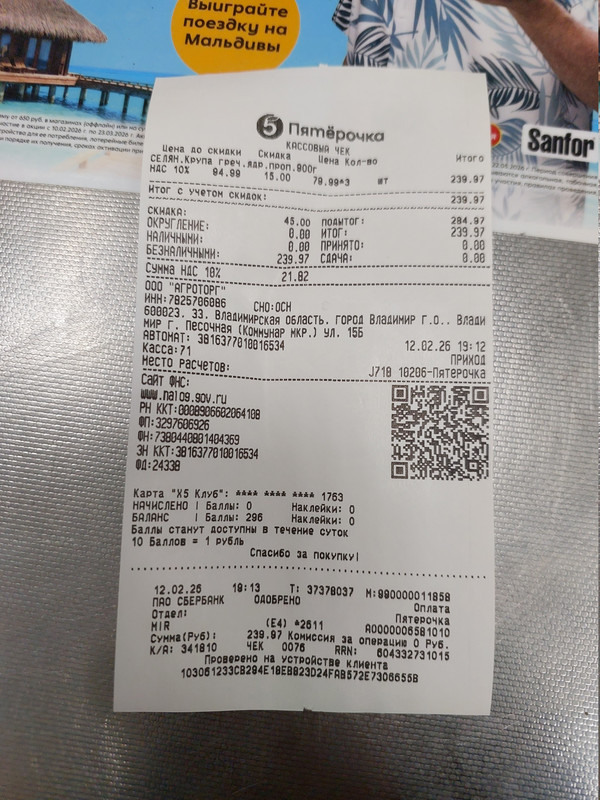 Выиграйте
поездку на
Мальдивы
Sanfor
5 Пятёрочка
КАССОВЫЙ ЧЕК
Цена до скидки Скидка Цена Кол-во Итого
СЕЛЯН.Крупа греч.ядр.проп.900г
НДС 10% 94.99 15.00 79.99*3 шт 239.97
Итог с учетом скидок: 239.97
СКИДКА: 45.00 ПОДИТОГ: 284.97
ОКРУГЛЕНИЕ: 0.00 ИТОГ: 239.97
НАЛИЧНЫМИ: 0.00 ПРИНЯТО: 0.00
БЕЗНАЛИЧНЫМИ: 239.97 СДАЧА: 0.00
Сумма НДС 10% 21.82
ООО "АГРОТОРГ"
ИНН:7825706086 СНО:ОСН
600023, 33, Владимирская область, город Владимир г.о., Влади
мир г, Песочная (Коммунар мкр.) ул, 15Б
АВТОМАТ: 3816377010016534 12.02.26 19:12
Касса:71 ПРИХОД
Место расчетов: J718 10206-Пятерочка
Сайт ФНС:
www.nalog.gov.ru
РН ККТ:0008906602064108
ФП:3297606926
ФН:7380440801404369
ЗН ККТ:3816377010016534
ФД:24338
Карта "Х5 Клуб": **** **** **** 1763
НАЧИСЛЕНО | Баллы: 0 Наклейки: 0
БАЛАНС | Баллы: 296 Наклейки: 0
Баллы станут доступны в течение суток
10 Баллов = 1 рубль
Спасибо за покупку!
12.02.26 19:13 Т: 37378037 М:990000011858
ПАО СБЕРБАНК ОДОБРЕНО Оплата
Отдел: Пятерочка
MIR (E4) *2611 A0000006581010
Сумма(Руб): 239.97 Комиссия за операцию 0 Руб.
К/А: 341810 ЧЕК 0076 RRN: 604332731015
Проверено на устройстве клиента